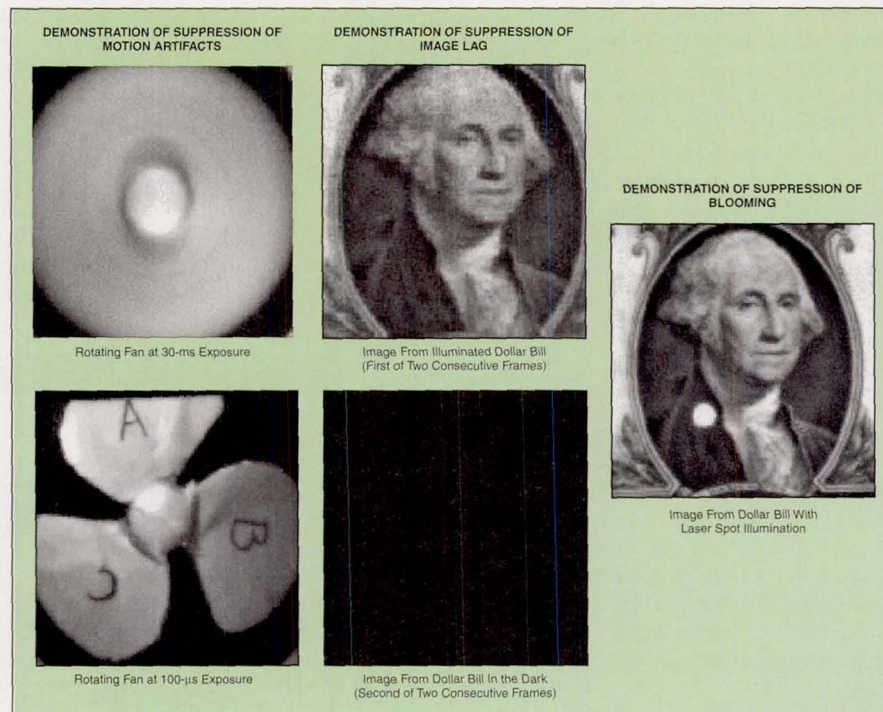 DEMONSTRATION OF SUPPRESSION OF
MOTION ARTIFACTS
Rotating Fan at 30-ms Exposure
A
B
C
Rotating Fan at 100-µs Exposure
DEMONSTRATION OF SUPPRESSION OF
IMAGE LAG
Image From Illuminated Dollar Bill
(First of Two Consecutive Frames)
Image From Dollar Bill In the Dark
(Second of Two Consecutive Frames)
DEMONSTRATION OF SUPPRESSION OF
BLOOMING
Image From Dollar Bill With
Laser Spot Illumination